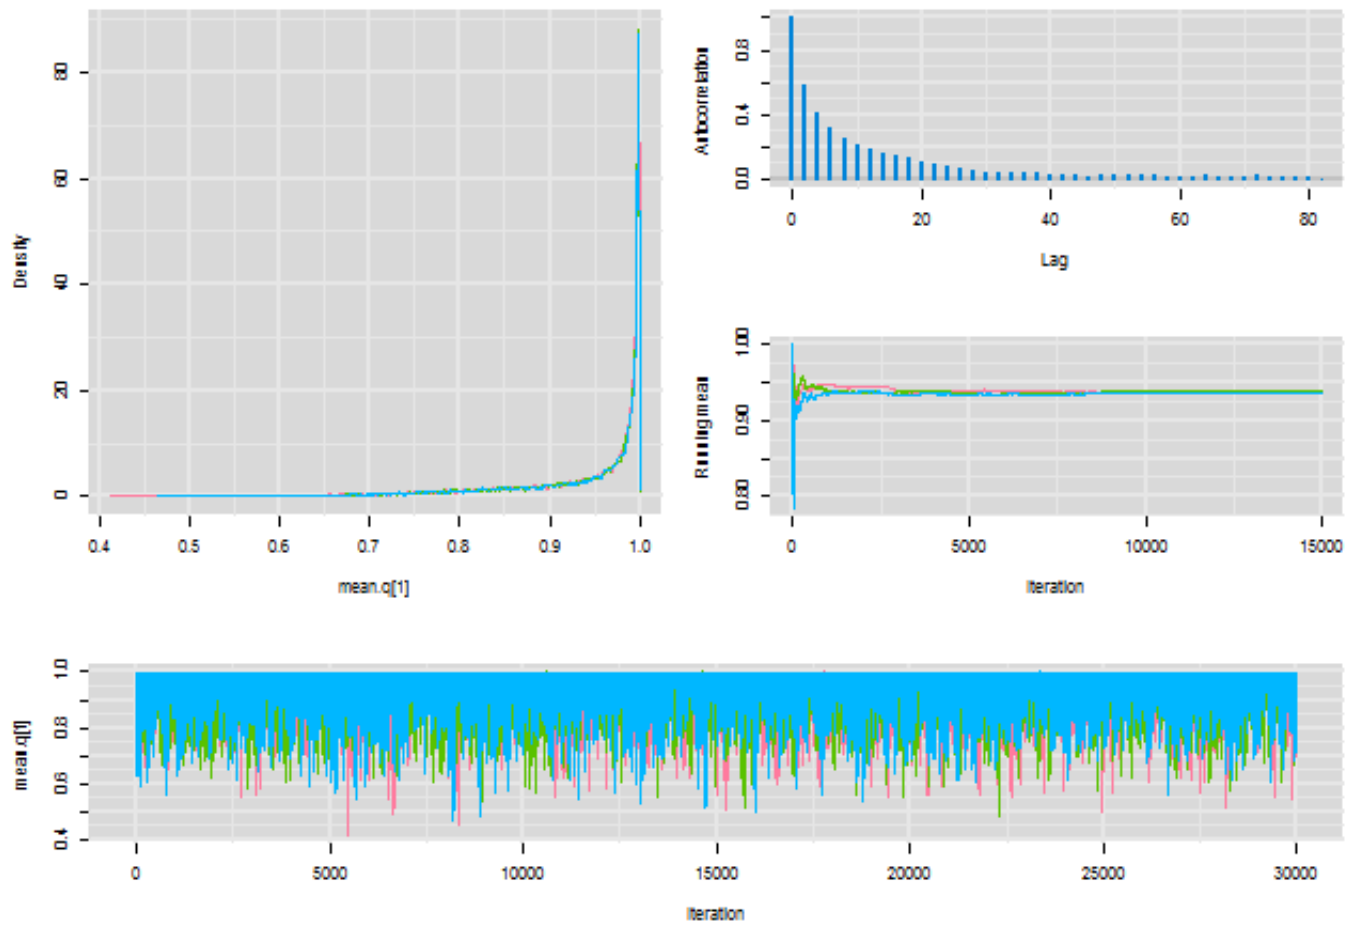 Density
80
60
40
20
0
0.4 0.5 0.6 0.7 0.8 0.9 1.0
mean.q[1]
Autocorrelation
0.8
0.4
0.0
0 20 40 60 80
Lag
Running mean
1.00
0.90
0.80
0 5000 10000 15000
Iteration
mean.q[1]
1.0
0.8
0.6
0.4
0 5000 10000 15000 20000 25000 30000
Iteration